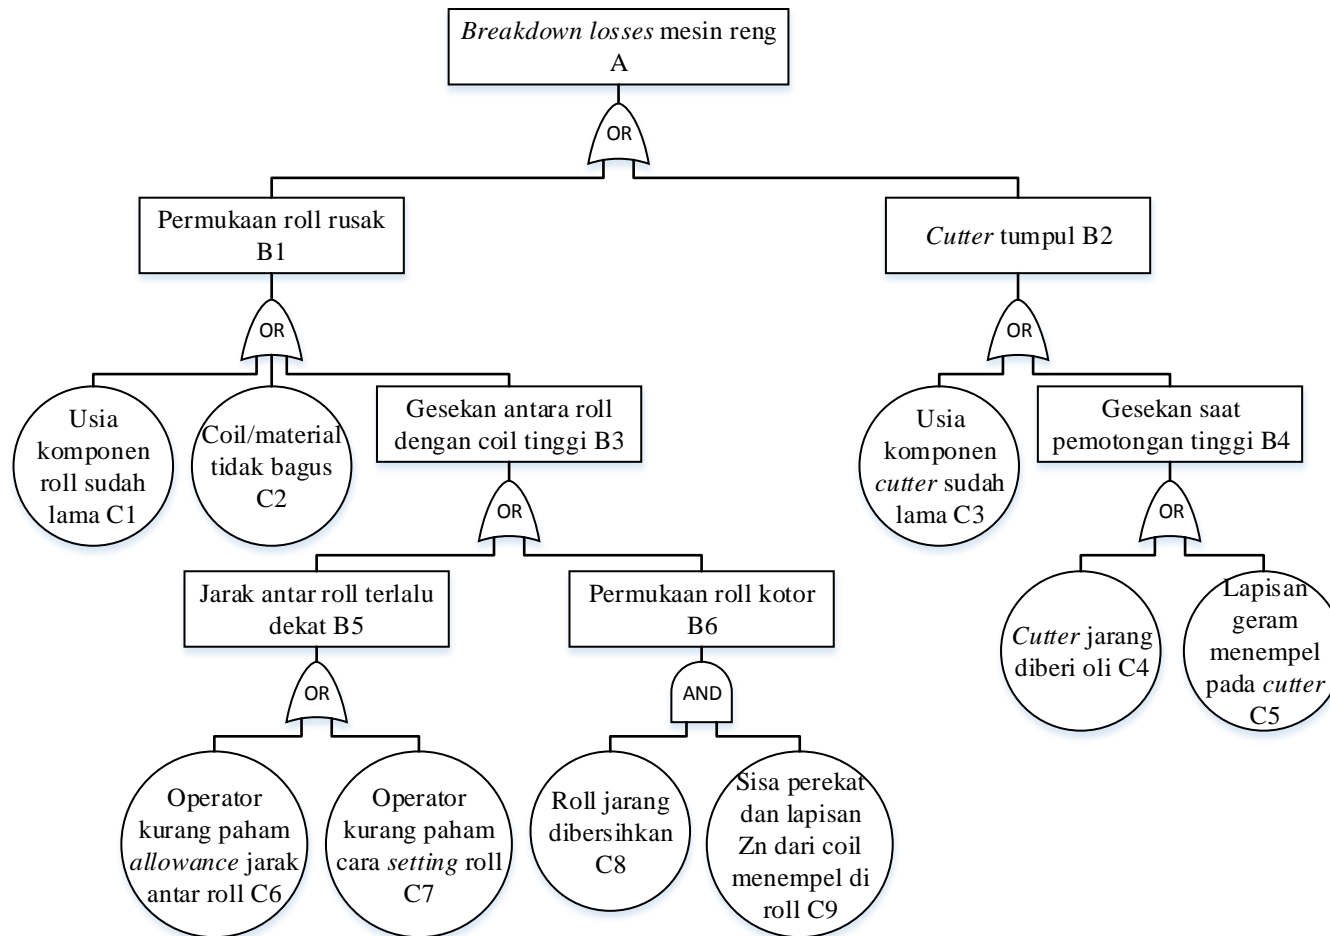 Breakdown losses mesin reng
A
OR
Permukaan roll rusak
B1
Cutter tumpul B2
OR
OR
Usia
komponen
roll sudah
lama C1
Coil/material
tidak bagus
C2
Gesekan antara roll
dengan coil tinggi B3
Usia
komponen
cutter sudah
lama C3
Gesekan saat
pemotongan tinggi B4
OR
OR
Jarak antar roll terlalu
dekat B5
Permukaan roll kotor
B6
Cutter jarang
diberi oli C4
Lapisan
geram
menempel
pada cutter
C5
OR
AND
Operator
kurang paham
allowance jarak
antar roll C6
Operator
kurang paham
cara setting roll
C7
Roll jarang
dibersihkan
C8
Sisa perekat
dan lapisan
Zn dari coil
menempel di
roll C9